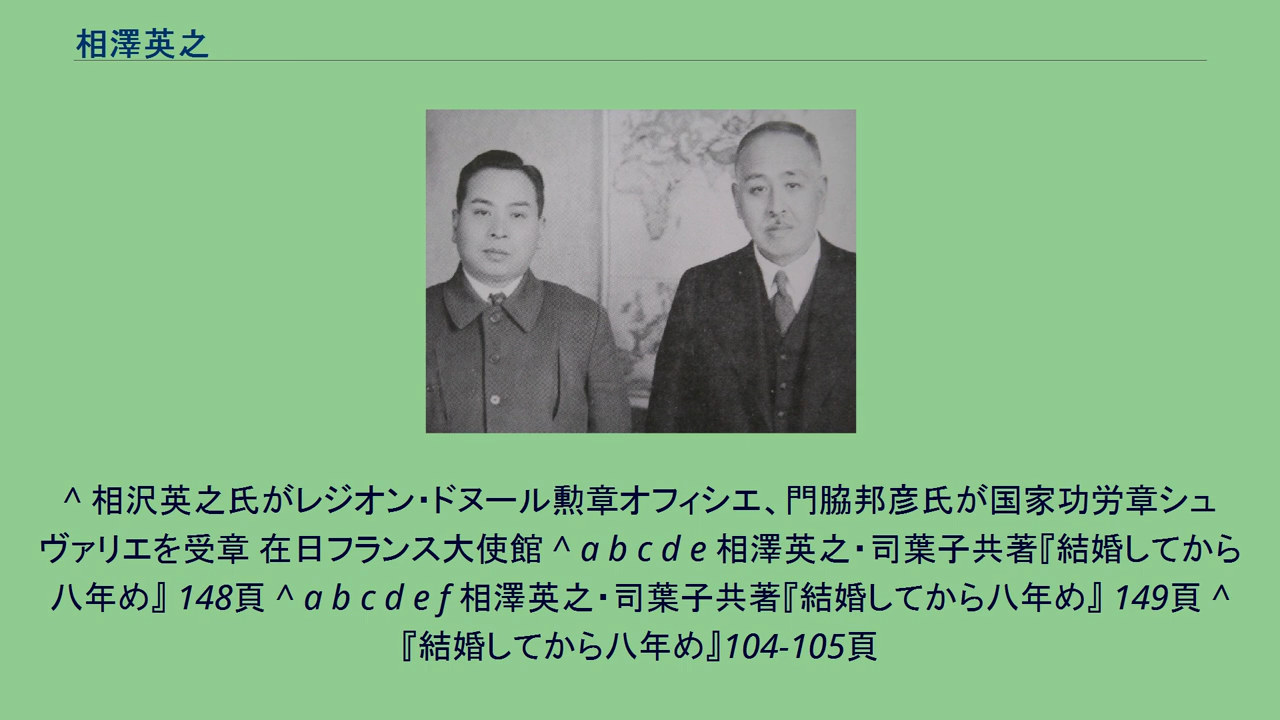 相澤英之
^ 相沢英之氏がレジオン・ドヌール勲章オフィシエ、門脇邦彦氏が国家功労章シュ
ヴァリエを受章 在日フランス大使館 ^ a b c d e 相澤英之・司葉子共著『結婚してから
八年め』 148頁 ^ a b c d e f 相澤英之・司葉子共著『結婚してから八年め』 149頁 ^
『結婚してから八年め』104-105頁